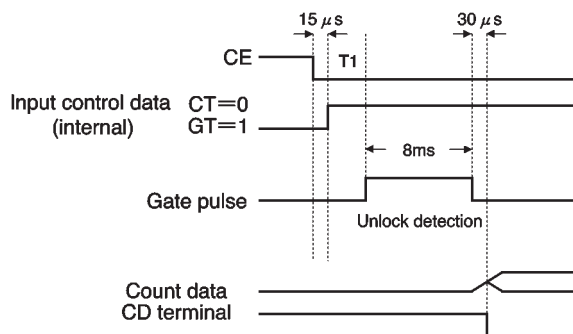 15 μs
30 μs
CE
T1
Input control data
(internal)
CT=0
GT=1
8ms
Gate pulse
Unlock detection
Count data
CD terminal